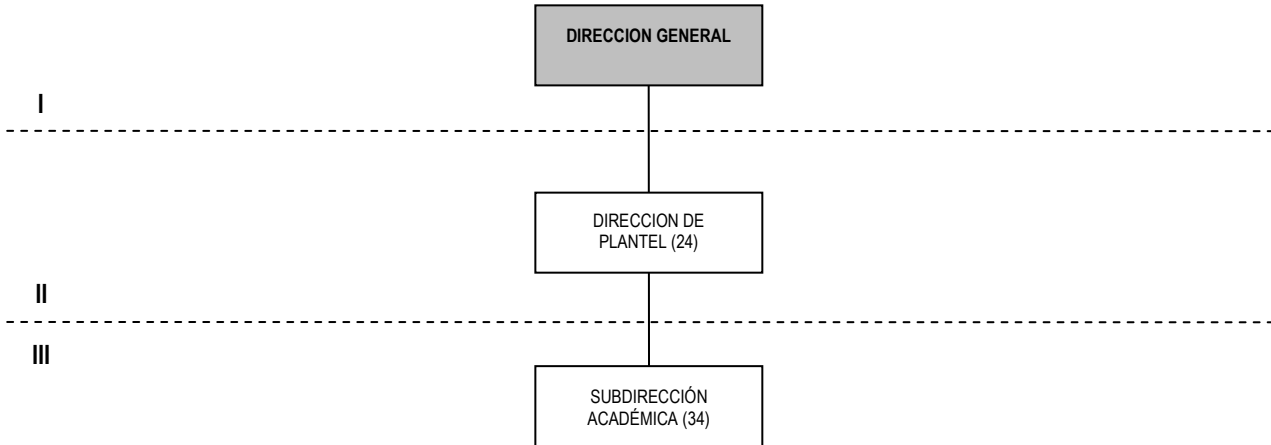 DIRECCION GENERAL
I
DIRECCION DE
PLANTEL (24)
II
III
SUBDIRECCIÓN
ACADÉMICA (34)